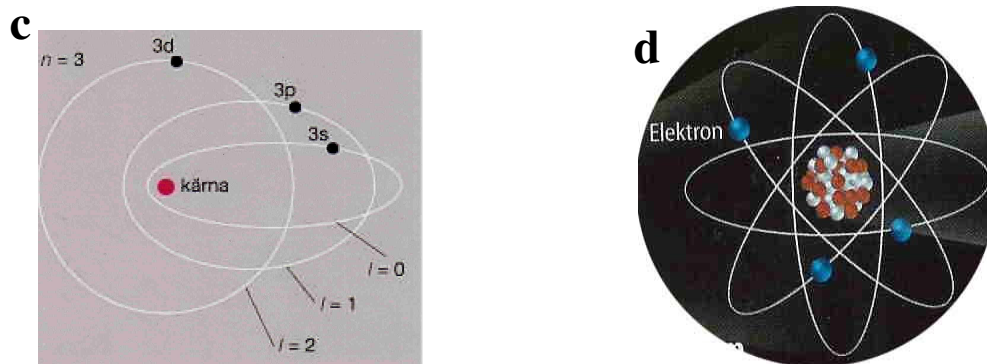 c
n = 3
3d
3p
3s
kärna
l = 0
l = 1
l = 2
d
Elektron